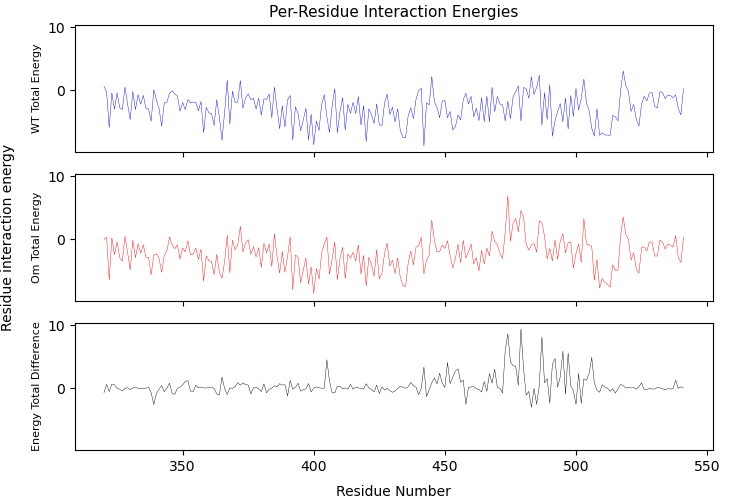 Per-Residue Interaction Energies
Residue interaction energy
WT Total Energy
10
0
Om Total Energy
10
0
Energy Total Difference
10
0
350
400
450
500
550
Residue Number